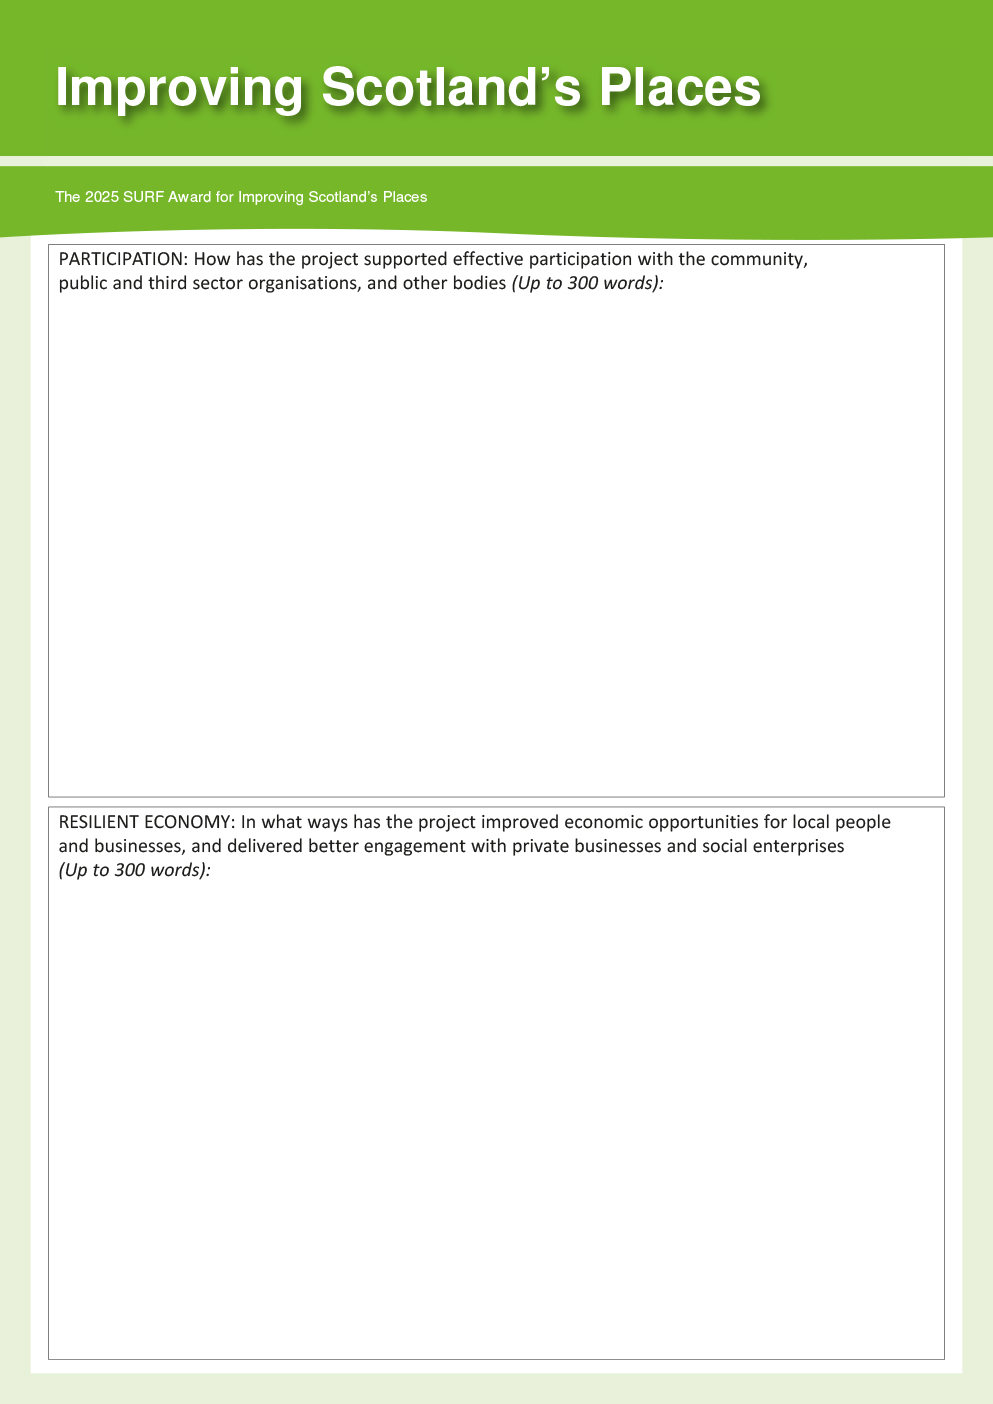 Improving Scotland’s Places
The 2025 SURF Award for Improving Scotland’s Places
PARTICIPATION: How has the project supported effective participation with the community,
public and third sector organisations, and other bodies (Up to 300 words):
RESILIENT ECONOMY: In what ways has the project improved economic opportunities for local people
and businesses, and delivered better engagement with private businesses and social enterprises
(Up to 300 words):